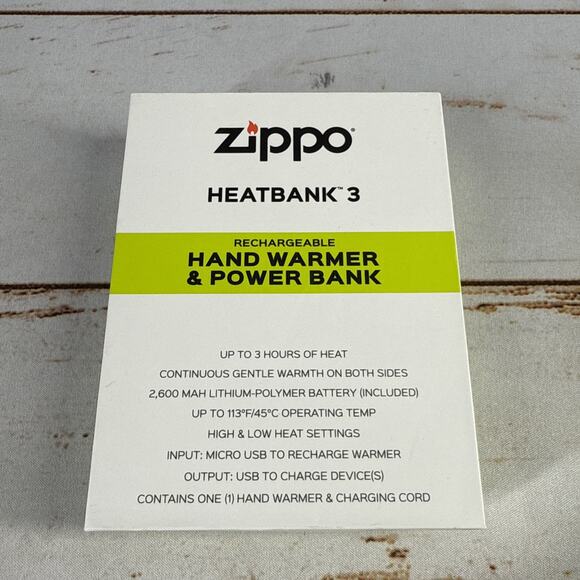 zippo®
HEATBANK™ 3
RECHARGEABLE
HAND WARMER
& POWER BANK
UP TO 3 HOURS OF HEAT
CONTINUOUS GENTLE WARMTH ON BOTH SIDES
2,600 MAH LITHIUM-POLYMER BATTERY (INCLUDED)
UP TO 113°F/45°C OPERATING TEMP
HIGH & LOW HEAT SETTINGS
INPUT: MICRO USB TO RECHARGE WARMER
OUTPUT: USB TO CHARGE DEVICE(S)
CONTAINS ONE (1) HAND WARMER & CHARGING CORD